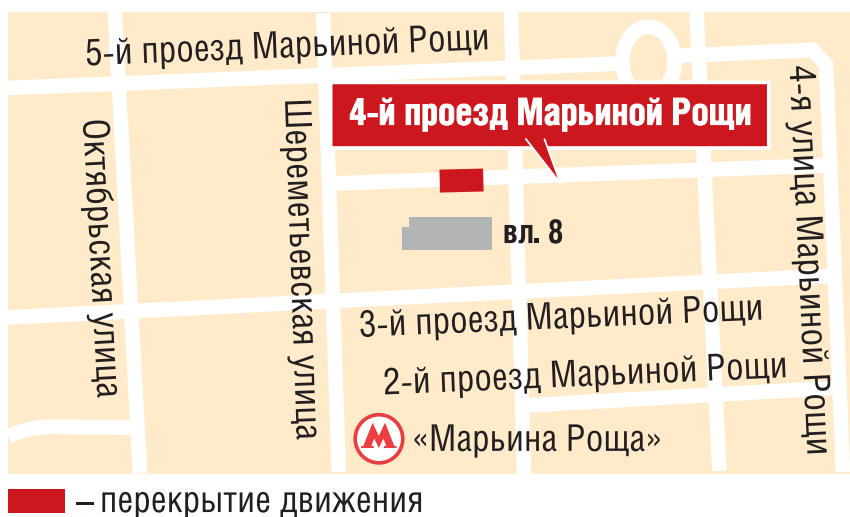 5-й проезд Марьиной Рощи
4-й проезд Марьиной Рощи
Октябрьская улица
Шереметьевская улица
4-я улица Марьиной Рощи
вл. 8
3-й проезд Марьиной Рощи
2-й проезд Марьиной Рощи
М «Марьина Роща»
– перекрытие движения